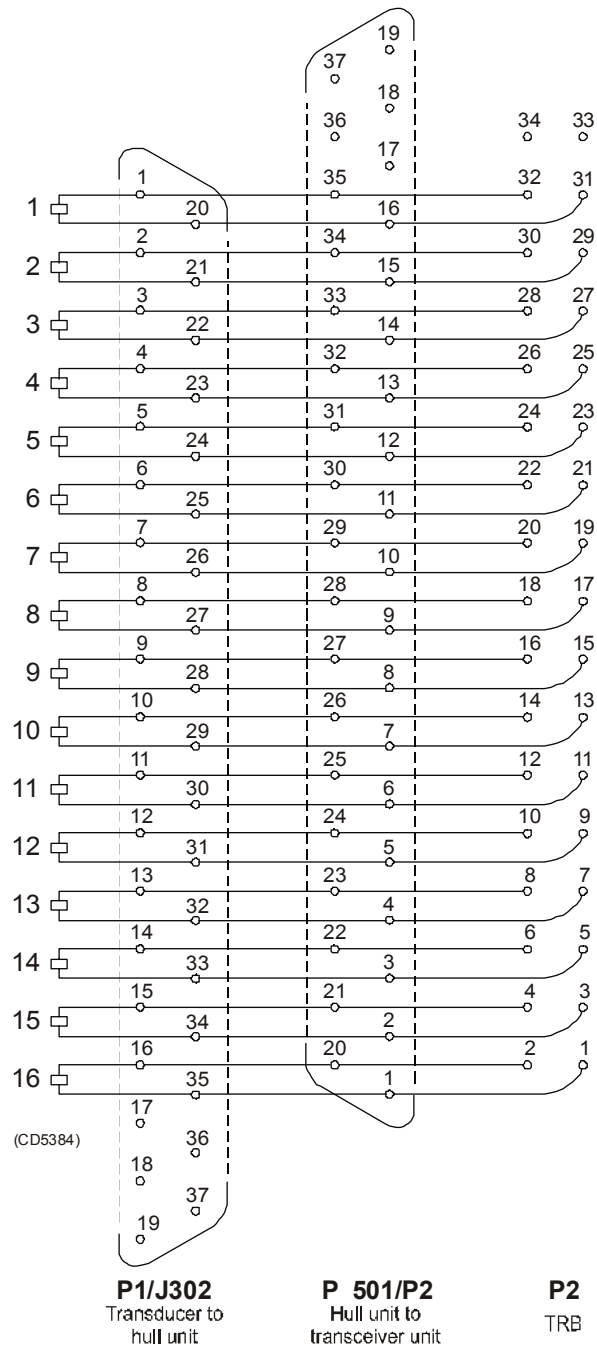 19
37
18
36 34 33
17
1 35 32 31
1 20 16
2 34 30 29
2 21 15
3 33 28 27
3 22 14
4 32 26 25
4 23 13
5 31 24 23
5 24 12
6 30 22 21
6 25 11
7 29 20 19
7 26 10
8 28 18 17
8 27 9
9 27 16 15
9 28 8
10 26 14 13
10 29 7
11 25 12 11
11 30 6
12 24 10 9
12 31 5
13 23 8 7
13 32 4
14 22 6 5
14 33 3
15 21 4 3
15 34 2
16 20 2 1
16 35 1
17
(CD5384) 36
18
37
19
P1/J302 P 501/P2 P2
Transducer to Hull unit to TRB
hull unit transceiver unit